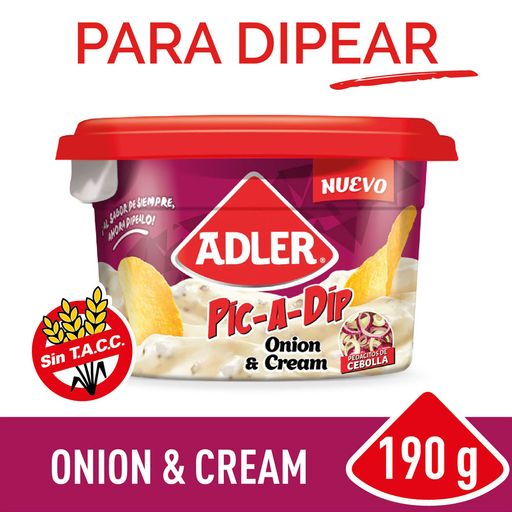 PARA DIPEAR
NUEVO
¡AL SABOR DE SIEMPRE,
AHORA DIPEALO!
ADLER®
PIC-A-DIP
Onion
& Cream
PEDACITOS DE
CEBOLLA
Sin T.A.C.C.
ONION & CREAM
190 g